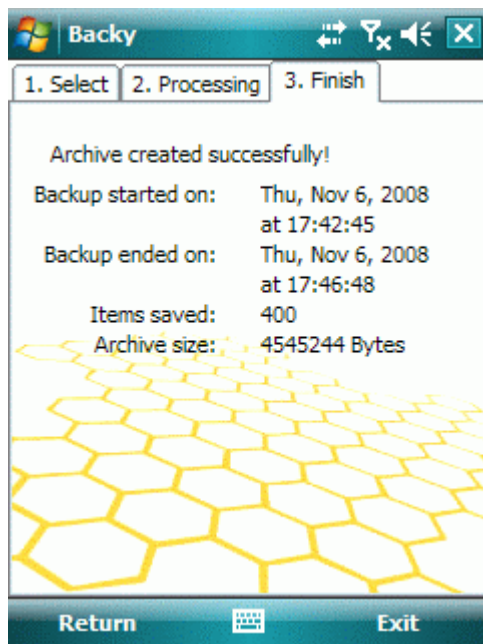 Backy
1. Select 2. Processing 3. Finish
Archive created successfully!
Backup started on: Thu, Nov 6, 2008
at 17:42:45
Backup ended on: Thu, Nov 6, 2008
at 17:46:48
Items saved: 400
Archive size: 4545244 Bytes
Return Exit